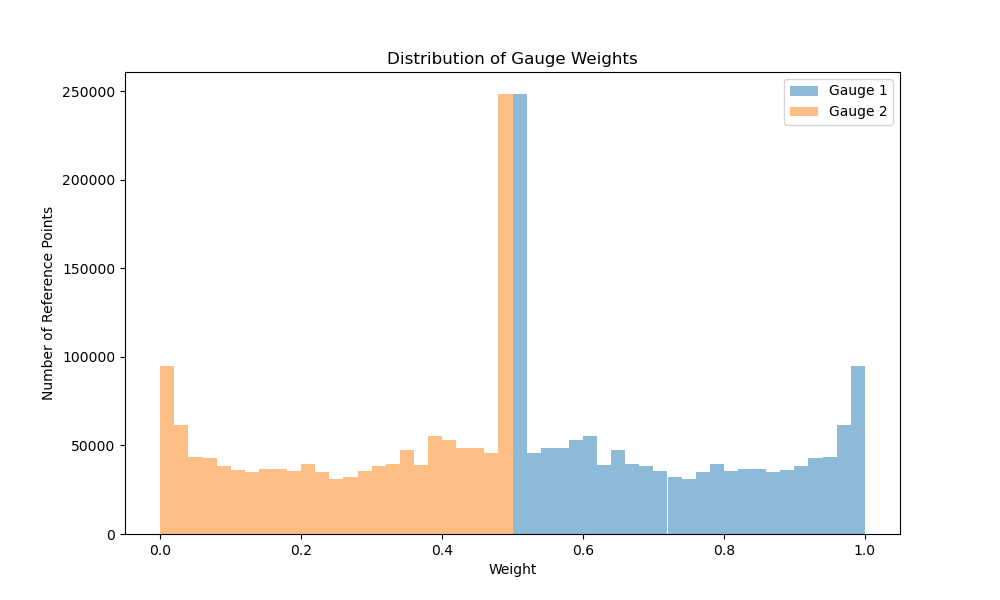 Distribution of Gauge Weights
Gauge 1
Gauge 2
Number of Reference Points
250000
200000
150000
100000
50000
0
0.0 0.2 0.4 0.6 0.8 1.0
Weight